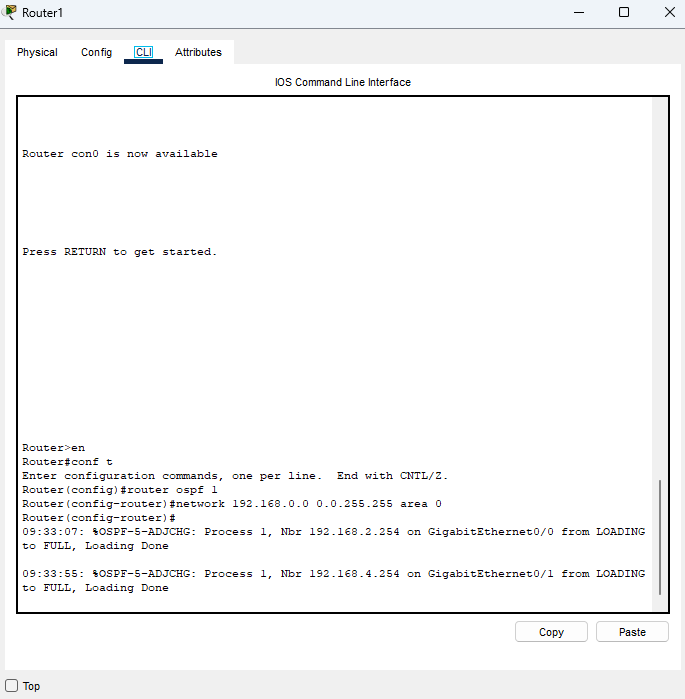 Router1
Physical Config CLI Attributes
IOS Command Line Interface
Router con0 is now available
Press RETURN to get started.
Router>en
Router#conf t
Enter configuration commands, one per line.  End with CNTL/Z.
Router(config)#router ospf 1
Router(config-router)#network 192.168.0.0 0.0.255.255 area 0
Router(config-router)#
09:33:07: %OSPF-5-ADJCHG: Process 1, Nbr 192.168.2.254 on GigabitEthernet0/0 from LOADING
to FULL, Loading Done
09:33:55: %OSPF-5-ADJCHG: Process 1, Nbr 192.168.4.254 on GigabitEthernet0/1 from LOADING
to FULL, Loading Done
Copy Paste
Top